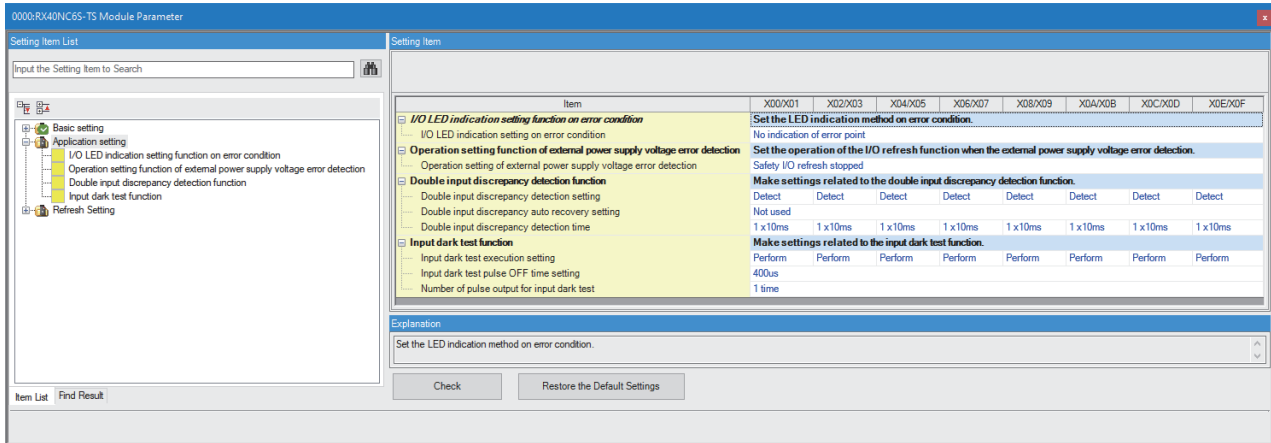 0000:RX40NC6S-TS Module Parameter
x
Setting Item List
Input the Setting Item to Search
Basic setting
Application setting
I/O LED indication setting function on error condition
Operation setting function of external power supply voltage error detection
Double input discrepancy detection function
Input dark test function
Refresh Setting
Item List Find Result
Setting Item
Item X00/X01 X02/X03 X04/X05 X06/X07 X08/X09 X0A/X0B X0C/X0D X0E/X0F
I/O LED indication setting function on error condition Set the LED indication method on error condition.
I/O LED indication setting on error condition No indication of error point
Operation setting function of external power supply voltage error detection Set the operation of the I/O refresh function when the external power supply voltage error detection.
Operation setting of external power supply voltage error detection Safety I/O refresh stopped
Double input discrepancy detection function Make settings related to the double input discrepancy detection function.
Double input discrepancy detection setting Detect Detect Detect Detect Detect Detect Detect Detect
Double input discrepancy auto recovery setting Not used
Double input discrepancy detection time 1 x10ms 1 x10ms 1 x10ms 1 x10ms 1 x10ms 1 x10ms 1 x10ms 1 x10ms
Input dark test function Make settings related to the input dark test function.
Input dark test execution setting Perform Perform Perform Perform Perform Perform Perform Perform
Input dark test pulse OFF time setting 400us
Number of pulse output for input dark test 1 time
Explanation
Set the LED indication method on error condition.
Check Restore the Default Settings